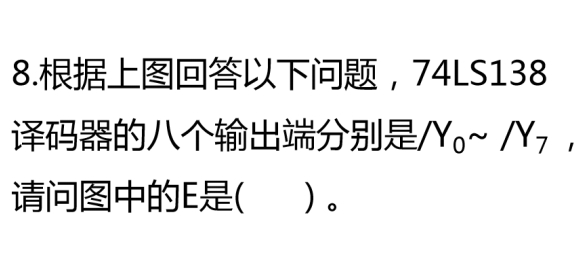 8.根据上图回答以下问题，74LS138
译码器的八个输出端分别是/Y₀~ /Y₇ ，
请问图中的E是(      ) 。